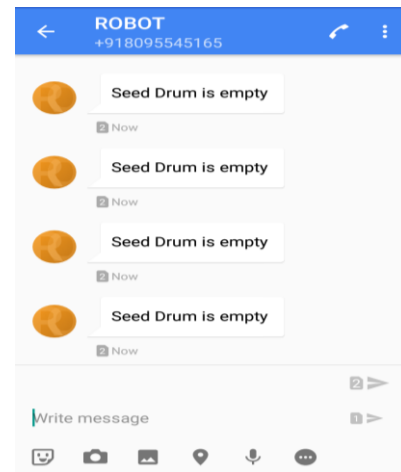 ROBOT
+918095545165
Seed Drum is empty
2 Now
Seed Drum is empty
2 Now
Seed Drum is empty
2 Now
Seed Drum is empty
2 Now
2
Write message
1